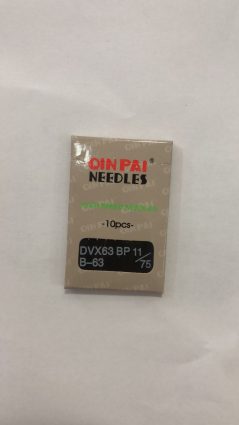 QIN PAI®
NEEDLES
-10pcs-
DVX63 BP 11/75
B-63